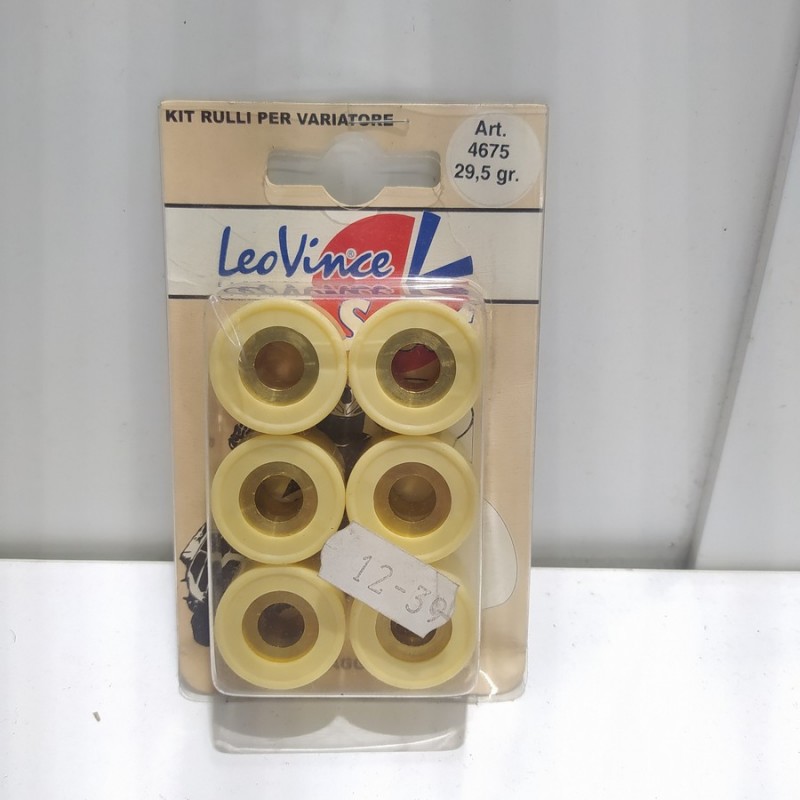 KIT RULLI PER VARIATORE
Art.
4675
29,5 gr.
LeoVince®
S
12-39